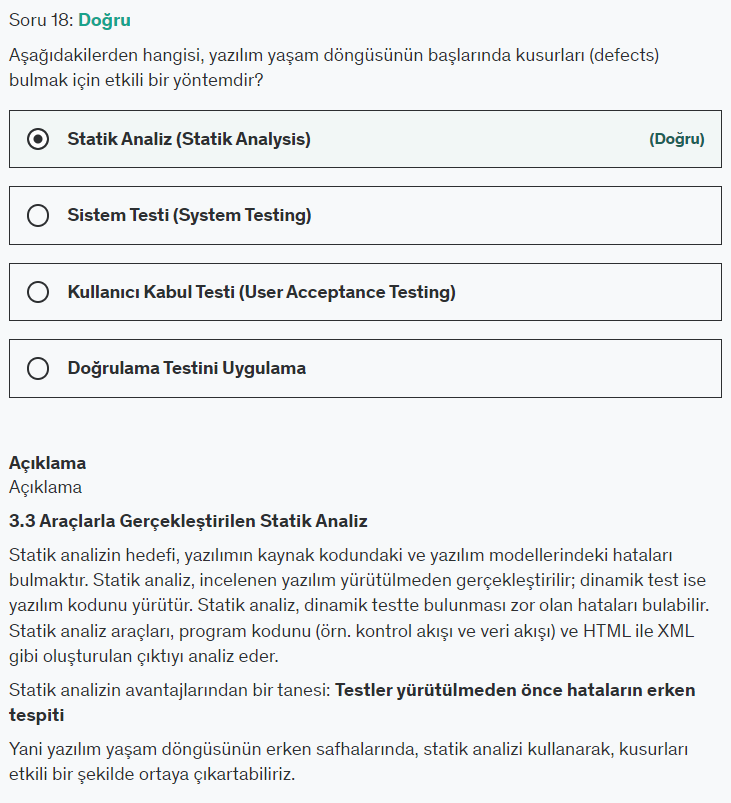 Soru 18: Doğru
Aşağıdakilerden hangisi, yazılım yaşam döngüsünün başlarında kusurları (defects)
bulmak için etkili bir yöntemdir?
Statik Analiz (Statik Analysis)
(Doğru)
Sistem Testi (System Testing)
Kullanıcı Kabul Testi (User Acceptance Testing)
Doğrulama Testini Uygulama
Açıklama
Açıklama
3.3 Araçlarla Gerçekleştirilen Statik Analiz
Statik analizin hedefi, yazılımın kaynak kodundaki ve yazılım modellerindeki hataları
bulmaktır. Statik analiz, incelenen yazılım yürütülmeden gerçekleştirilir; dinamik test ise
yazılım kodunu yürütür. Statik analiz, dinamik testte bulunması zor olan hataları bulabilir.
Statik analiz araçları, program kodunu (örn. kontrol akışı ve veri akışı) ve HTML ile XML
gibi oluşturulan çıktıyı analiz eder.
Statik analizin avantajlarından bir tanesi: Testler yürütülmeden önce hataların erken
tespiti
Yani yazılım yaşam döngüsünün erken safhalarında, statik analizi kullanarak, kusurları
etkili bir şekilde ortaya çıkartabiliriz.